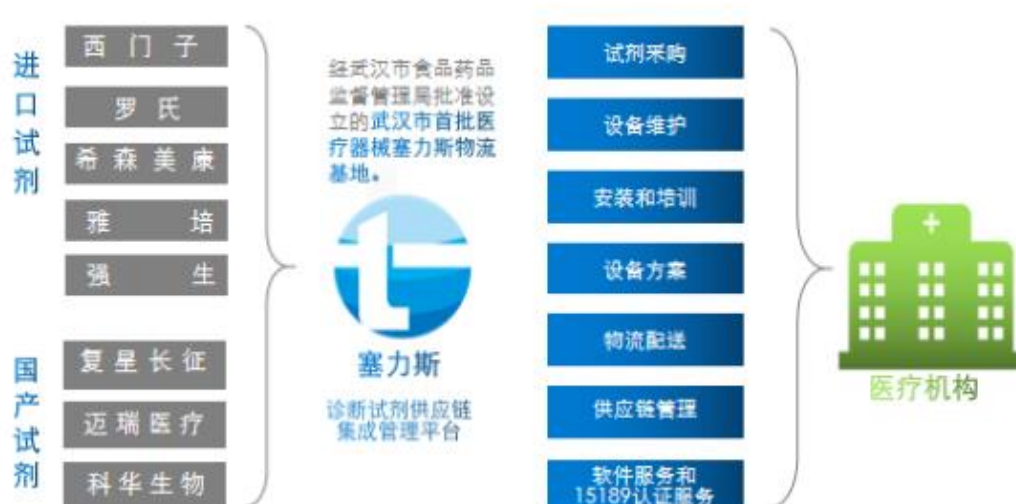 进口试剂
西门子
罗氏
希森美康
雅培
强生
国产试剂
复星长征
迈瑞医疗
科华生物
经武汉市食品药品
监督管理局批准设
立的武汉市首批医
疗器械塞力斯物流
基地。
塞力斯
诊断试剂供应链
集成管理平台
试剂采购
设备维护
安装和培训
设备方案
物流配送
供应链管理
软件服务和
15189认证服务
医疗机构